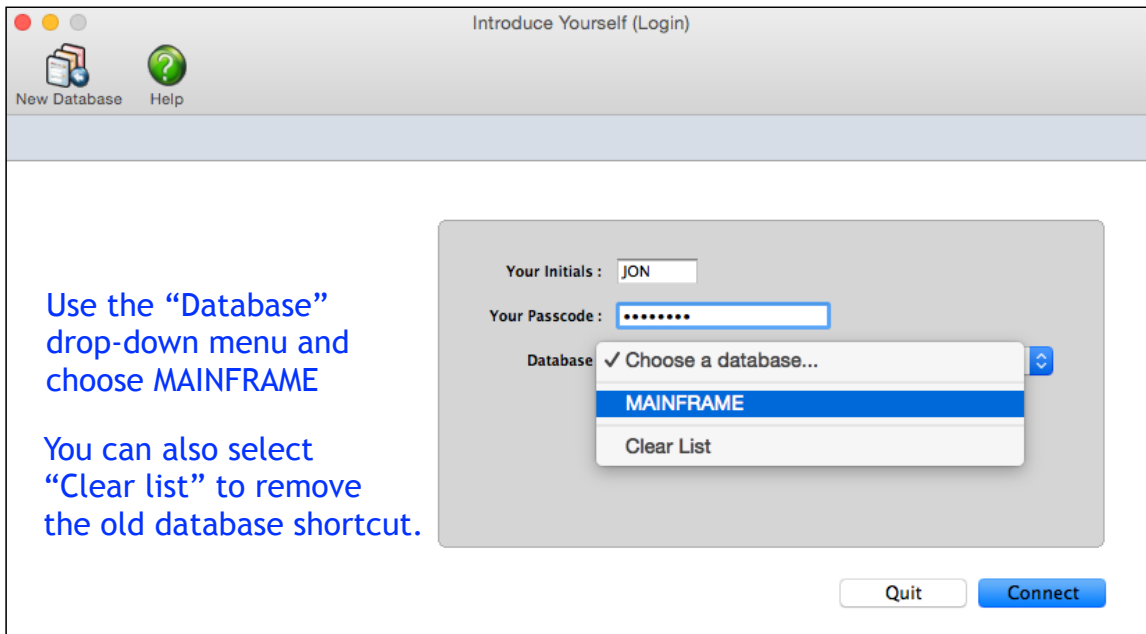 Introduce Yourself (Login)
New Database
Help
Your Initials :
JON
Your Passcode :
••••••••
Database
✓ Choose a database...
MAINFRAME
Clear List
Use the “Database”
drop-down menu and
choose MAINFRAME
You can also select
“Clear list” to remove
the old database shortcut.
Quit
Connect